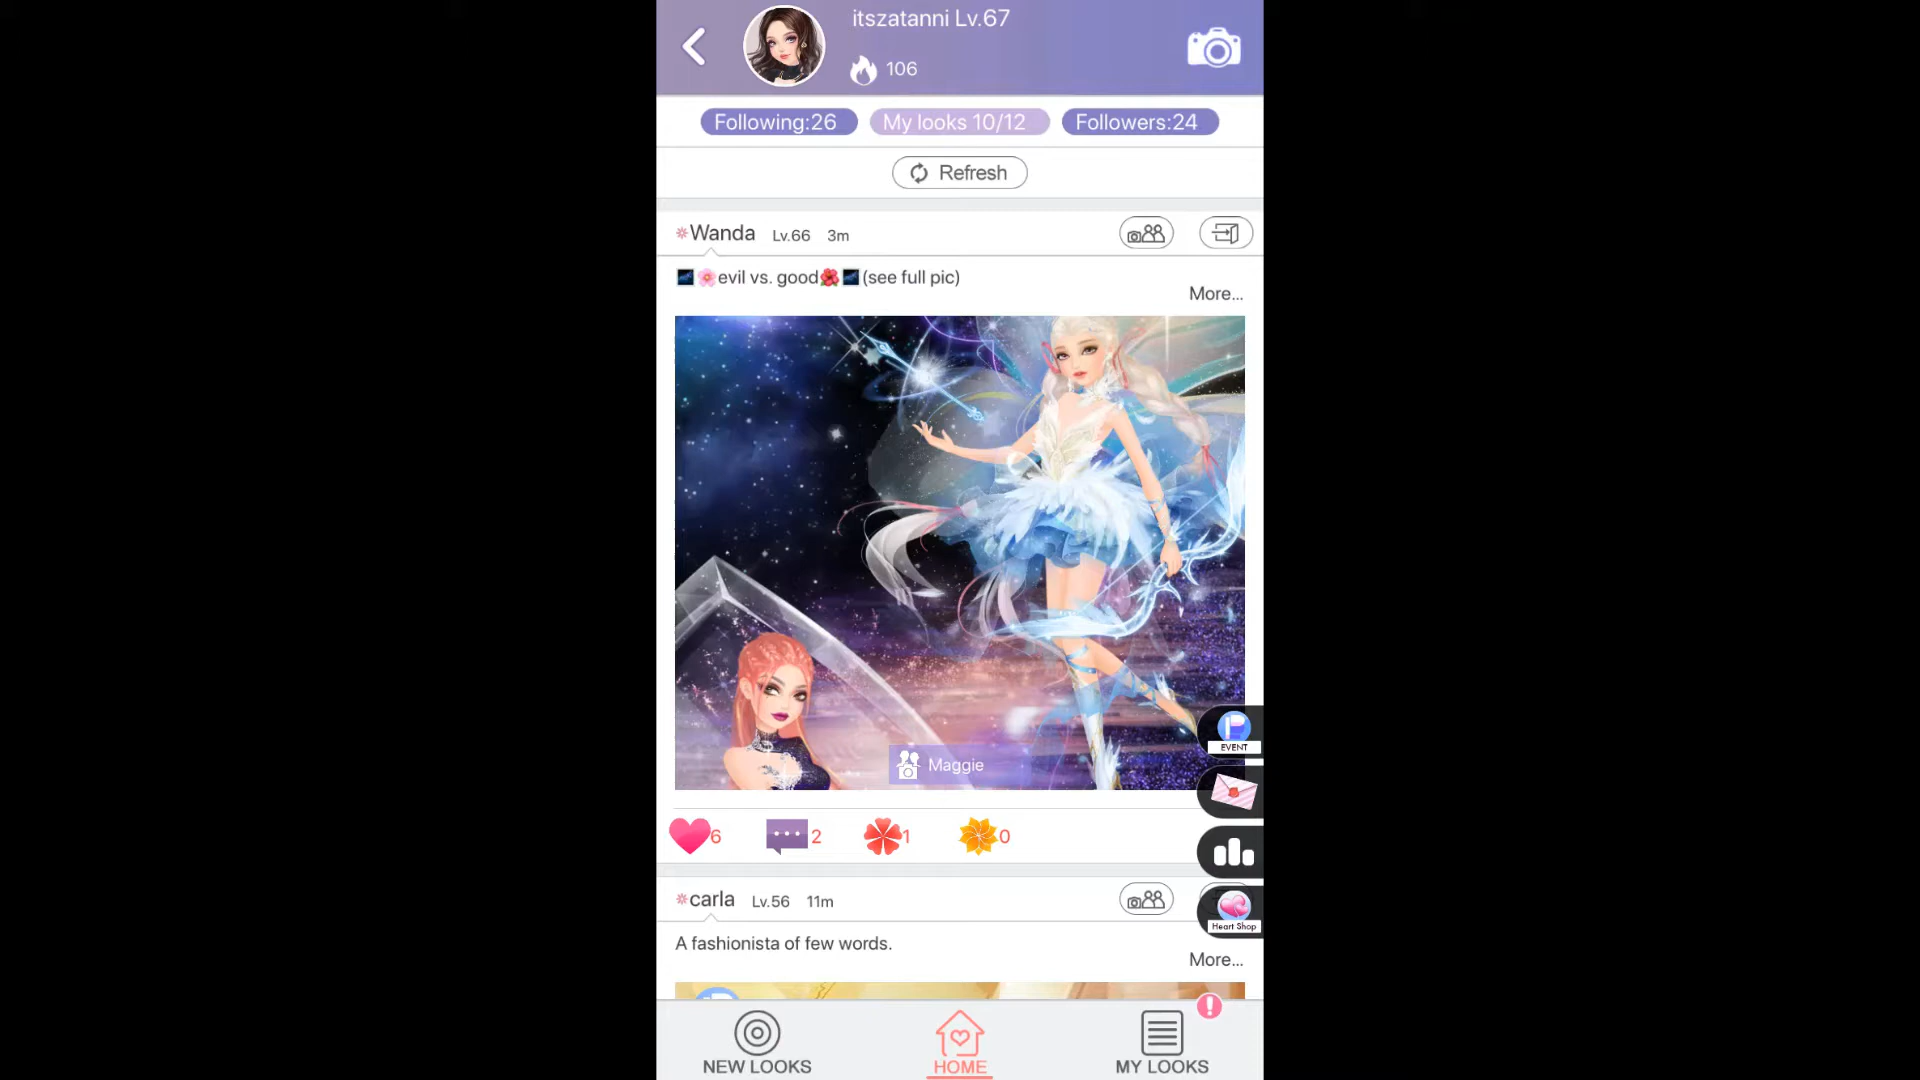 itszatanni Lv.67
106
Following:26
My looks 10/12
Followers:24
Refresh
Wanda Lv.66 3m
evil vs. good (see full pic)
More...
Maggie
EVENT
6
2
1
0
carla Lv.56 11m
Heart Shop
A fashionista of few words.
More...
NEW LOOKS
HOME
MY LOOKS